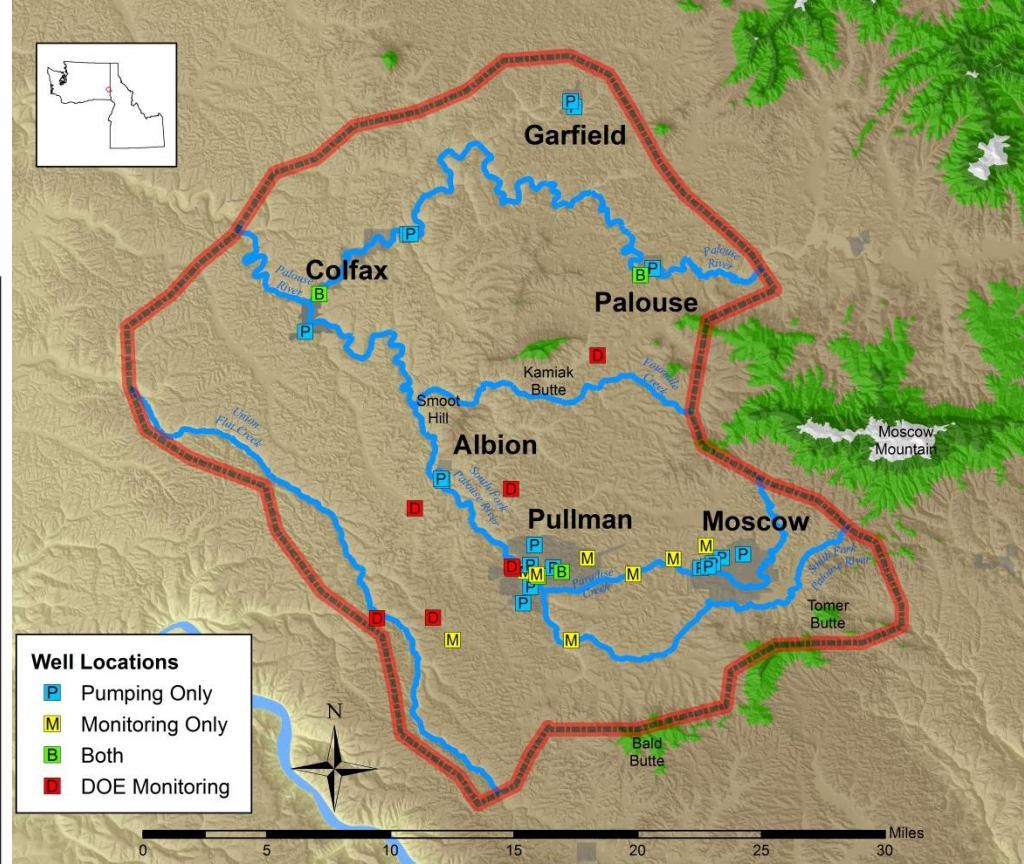 P
Garfield
P
Colfax
Palouse
River
B
P
Palouse
River
P
B
Palouse
P
D
Kamiak
Butte
Fourmile
Creek
Smoot
Hill
Union
Flat Creek
Moscow
Mountain
Albion
P
South Fork
Palouse River
D
D
Pullman
Moscow
P
M
M
M
P
P
P
P
P
D
P
P
B
M
M
M
P
P
Paradise
Creek
South Fork
Palouse River
Tomer
Butte
D
D
M
M
Bald
Butte
N
Well Locations
P Pumping Only
M Monitoring Only
B Both
D DOE Monitoring
Miles
0 5 10 15 20 25 30